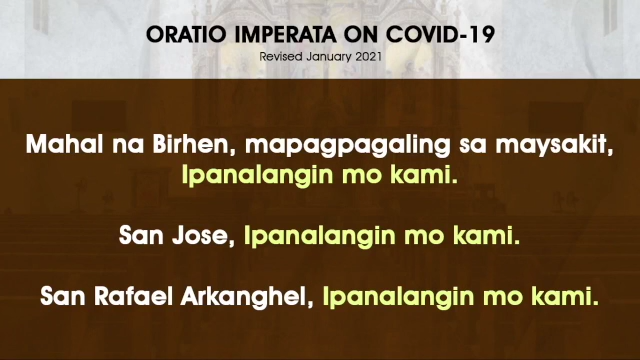 ORATIO IMPERATA ON COVID-19
Revised January 2021
Mahal na Birhen, mapagpagaling sa maysakit,
Ipanalangin mo kami.
San Jose, Ipanalangin mo kami.
San Rafael Arkanghel, Ipanalangin mo kami.